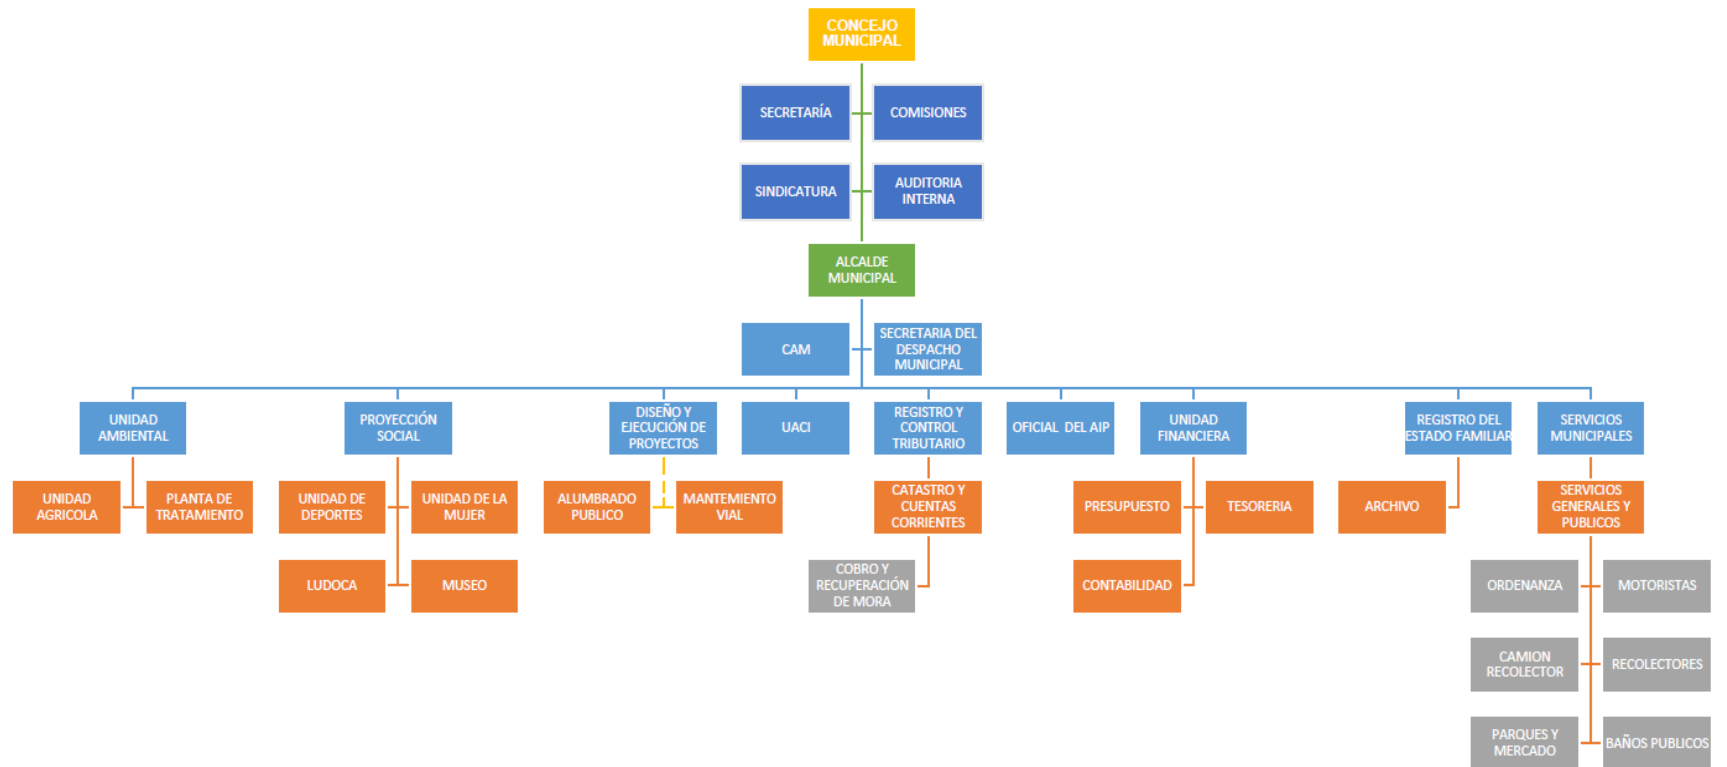 CONCEJO
MUNICIPAL
SECRETARÍA
COMISIONES
SINDICATURA
AUDITORIA
INTERNA
ALCALDE
MUNICIPAL
CAM
SECRETARIA DEL
DESPACHO
MUNICIPAL
UNIDAD
AMBIENTAL
PROYECCIÓN
SOCIAL
DISEÑO Y
EJECUCIÓN DE
PROYECTOS
UACI
REGISTRO Y
CONTROL
TRIBUTARIO
OFICIAL DEL AIP
UNIDAD
FINANCIERA
REGISTRO DEL
ESTADO FAMILIAR
SERVICIOS
MUNICIPALES
UNIDAD
AGRICOLA
PLANTA DE
TRATAMIENTO
UNIDAD DE
DEPORTES
UNIDAD DE LA
MUJER
ALUMBRADO
PUBLICO
MANTEMIENTO
VIAL
CATASTRO Y
CUENTAS
CORRIENTES
PRESUPUESTO
TESORERIA
ARCHIVO
SERVICIOS
GENERALES Y
PUBLICOS
LUDOCA
MUSEO
COBRO Y
RECUPERACIÓN
DE MORA
CONTABILIDAD
ORDENANZA
MOTORISTAS
CAMION
RECOLECTOR
RECOLECTORES
PARQUES Y
MERCADO
BAÑOS PUBLICOS